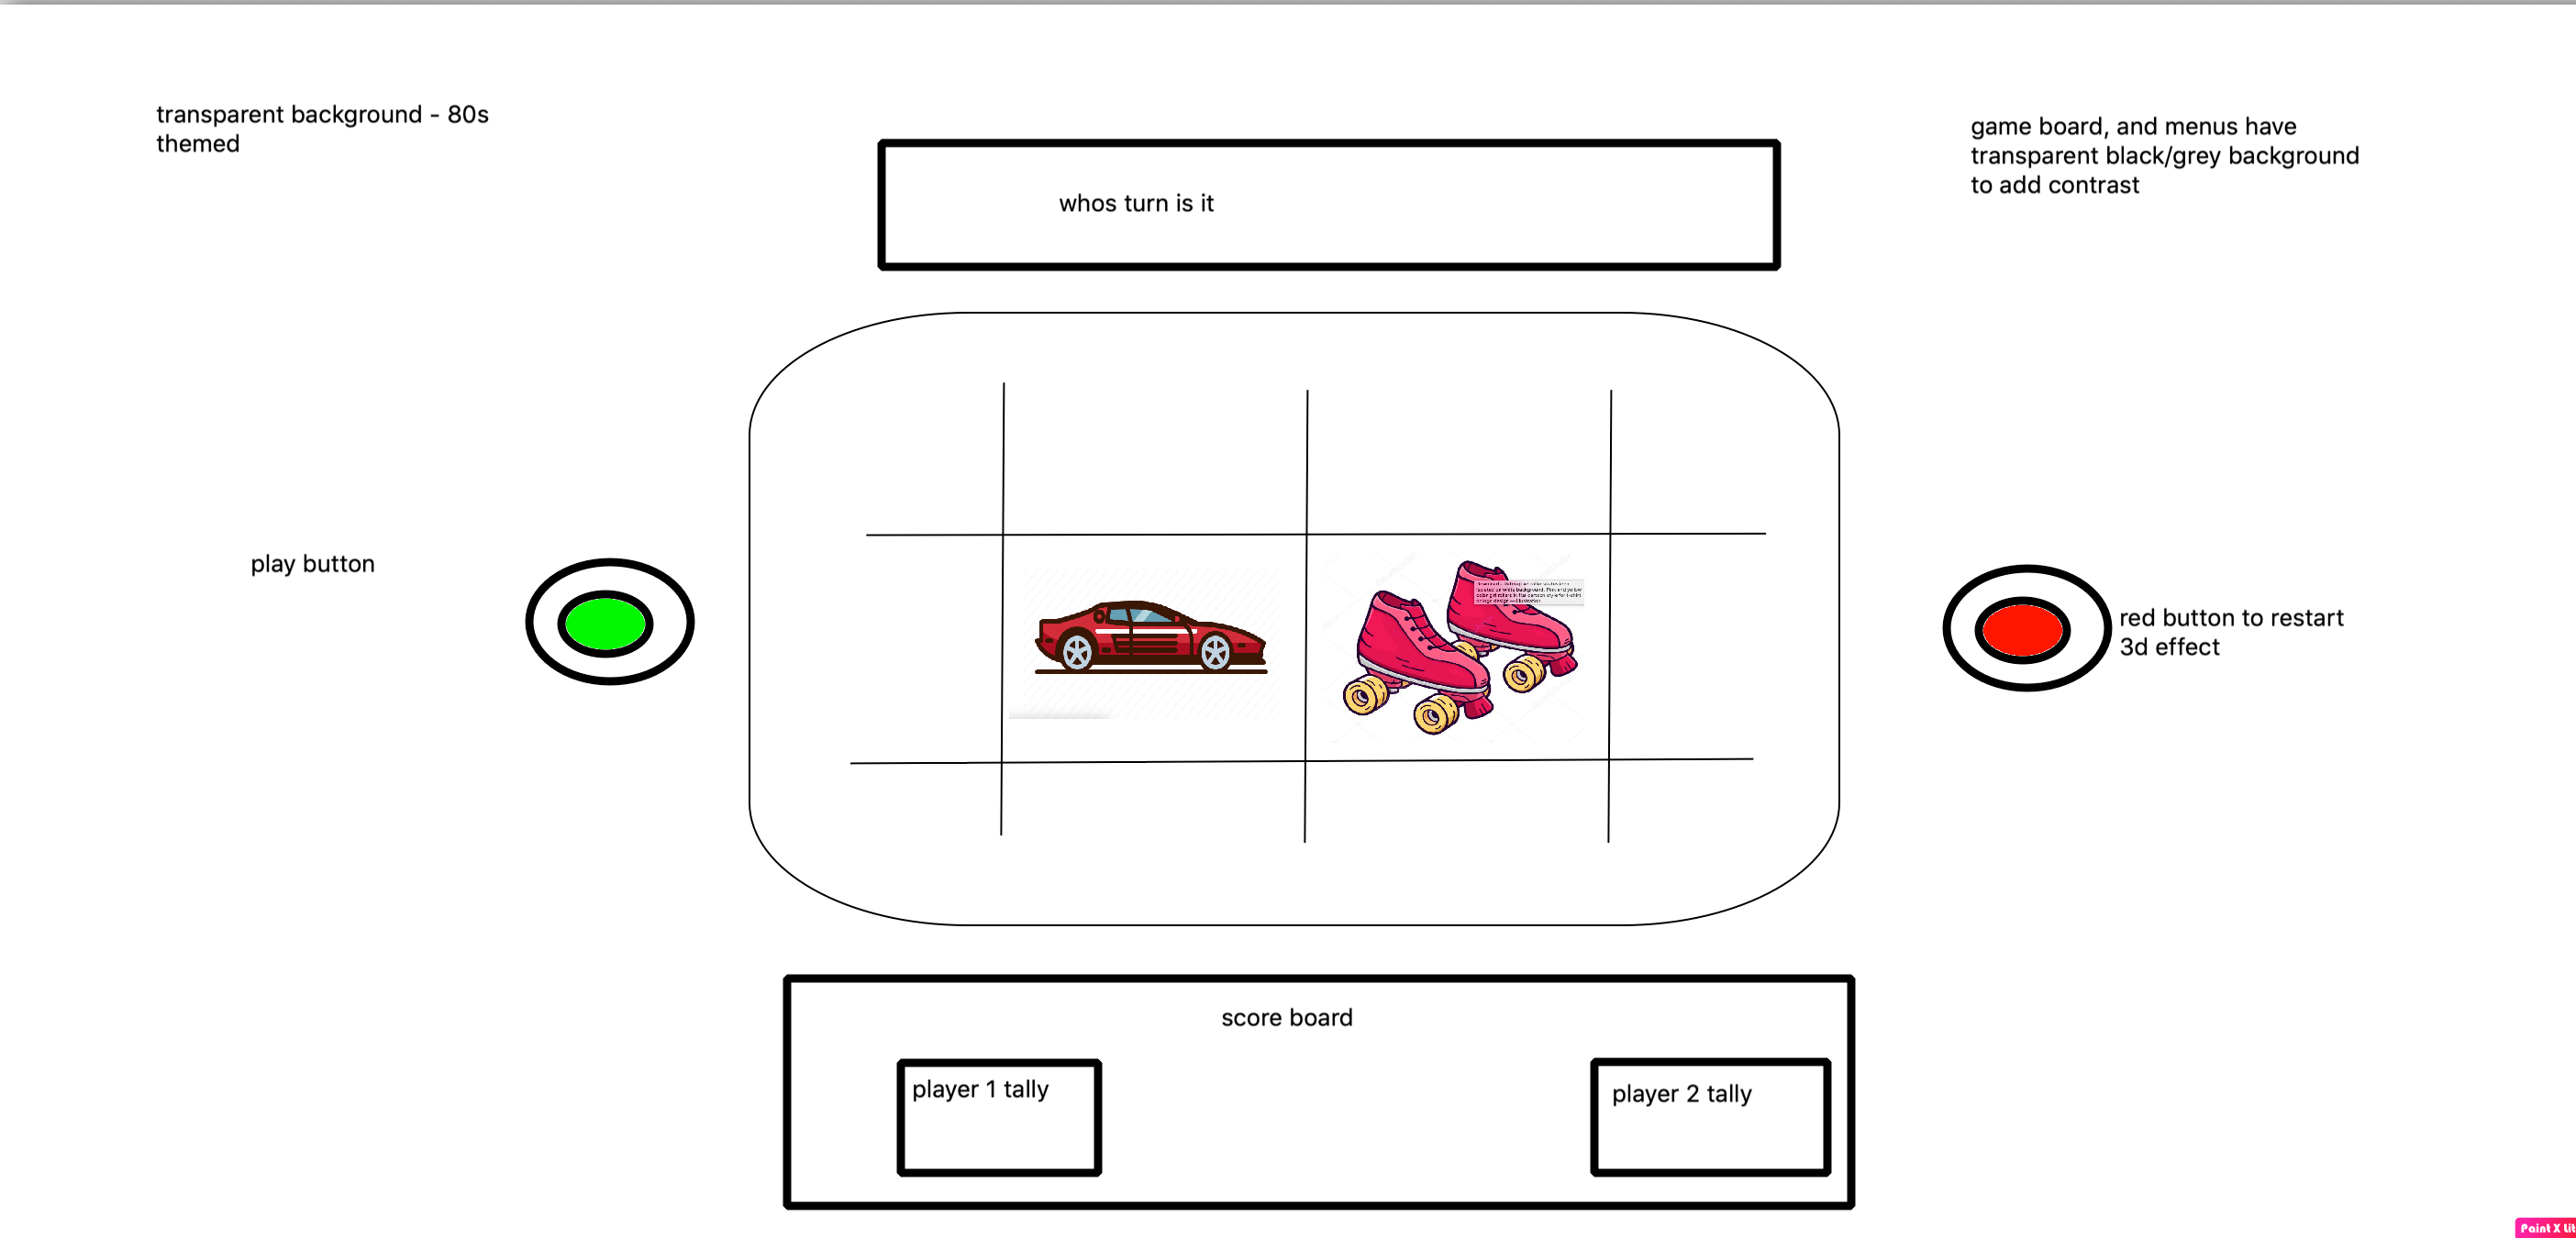 transparent background - 80s
themed
game board, and menus have
transparent black/grey background
to add contrast
whos turn is it
play button
red button to restart
3d effect
score board
player 1 tally
player 2 tally
Paint X Lit